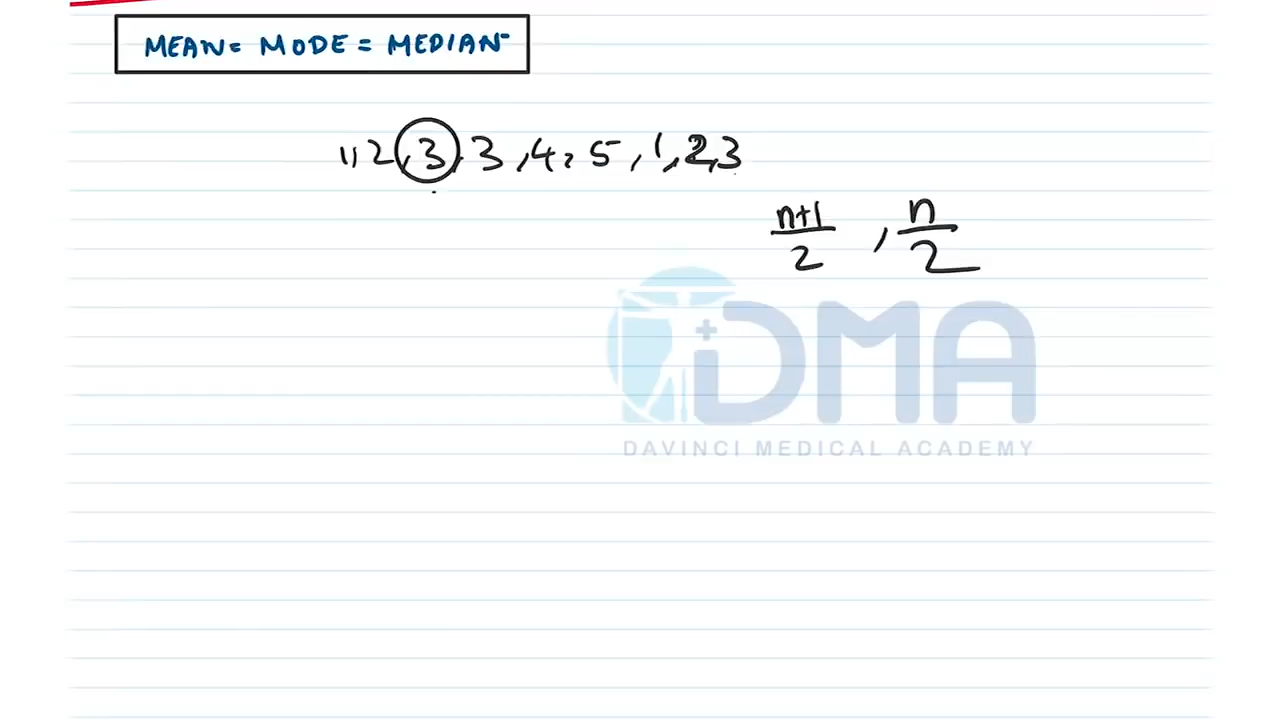 MEAN = MODE = MEDIAN
1, 2, 3, 3, 4, 5, 1, 2, 3
n+1
2 , n
2
DMA
DAVINCI MEDICAL ACADEMY